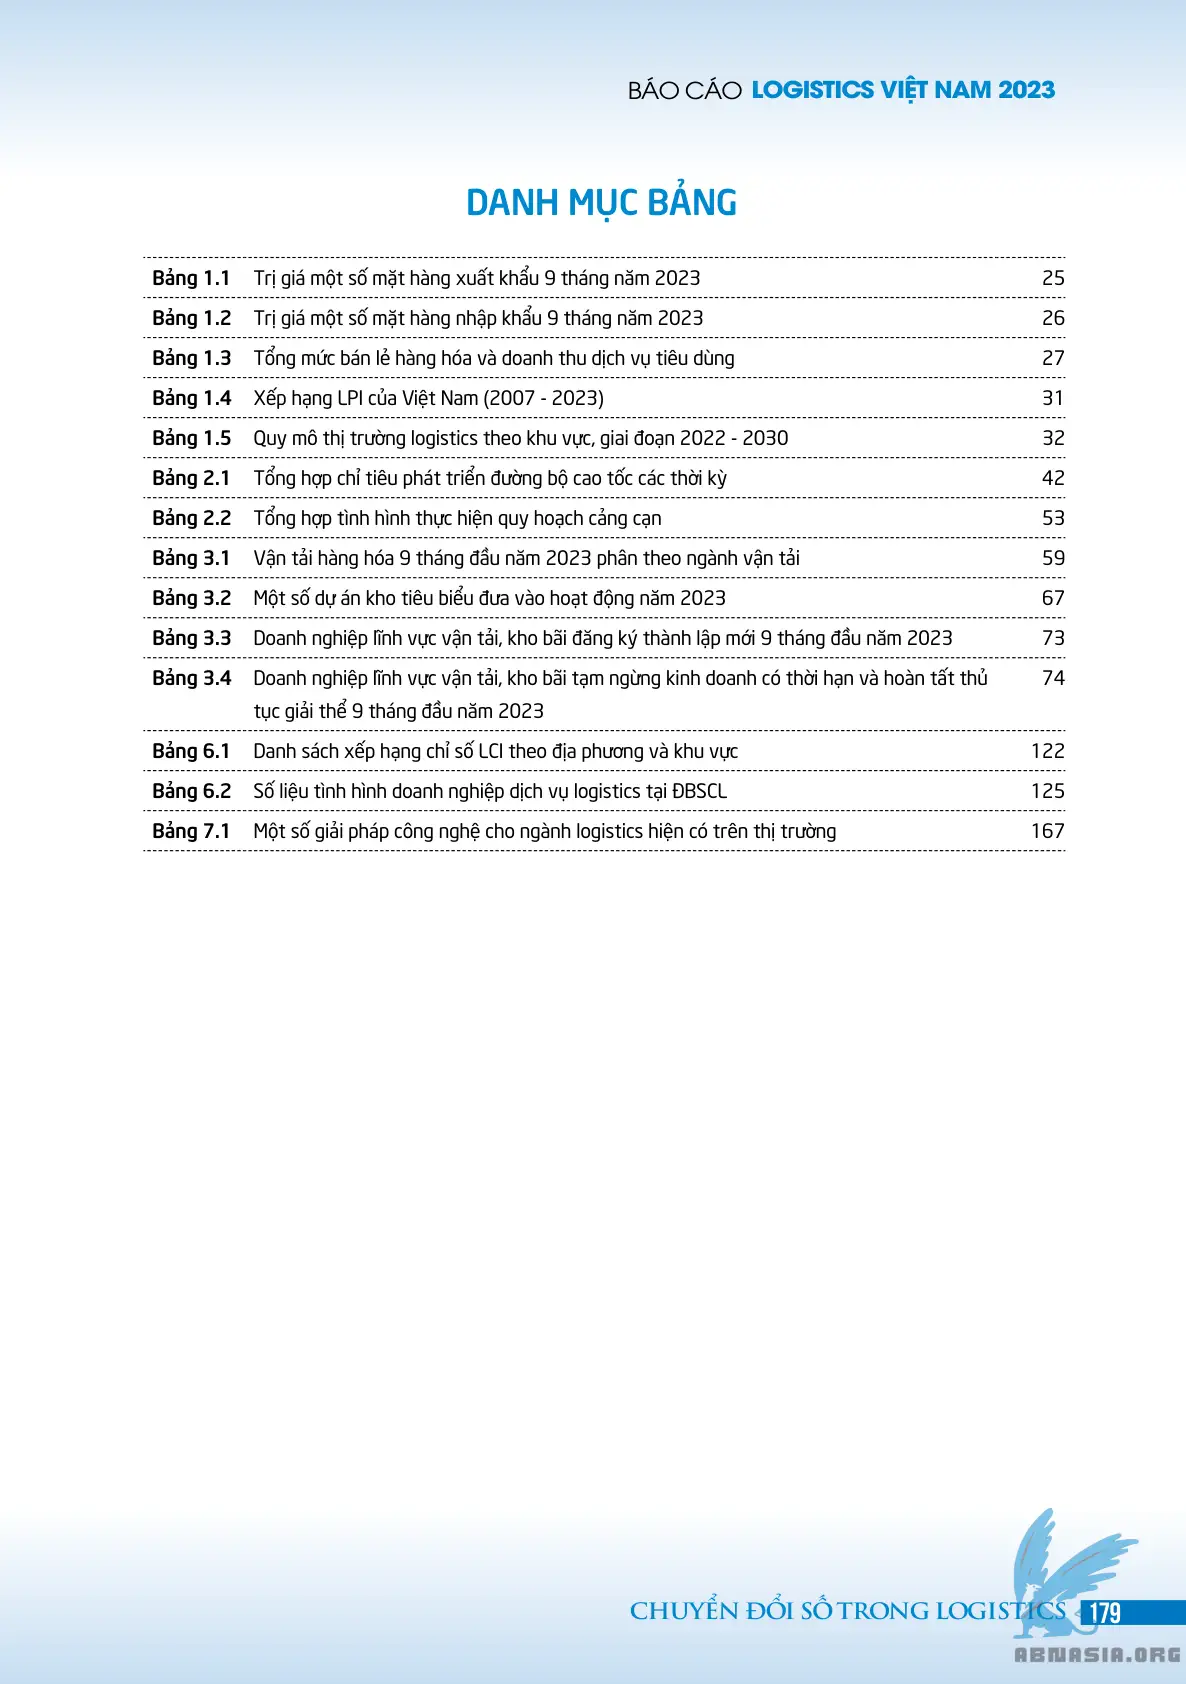 BÁO CÁO LOGISTICS VIỆT NAM 2023
DANH MỤC BẢNG
Bảng 1.1 Trị giá một số mặt hàng xuất khẩu 9 tháng năm 2023 25
Bảng 1.2 Trị giá một số mặt hàng nhập khẩu 9 tháng năm 2023 26
Bảng 1.3 Tổng mức bán lẻ hàng hóa và doanh thu dịch vụ tiêu dùng 27
Bảng 1.4 Xếp hạng LPI của Việt Nam (2007 - 2023) 31
Bảng 1.5 Quy mô thị trường logistics theo khu vực, giai đoạn 2022 - 2030 32
Bảng 2.1 Tổng hợp chỉ tiêu phát triển đường bộ cao tốc các thời kỳ 42
Bảng 2.2 Tổng hợp tình hình thực hiện quy hoạch cảng cạn 53
Bảng 3.1 Vận tải hàng hóa 9 tháng đầu năm 2023 phân theo ngành vận tải 59
Bảng 3.2 Một số dự án kho tiêu biểu đưa vào hoạt động năm 2023 67
Bảng 3.3 Doanh nghiệp lĩnh vực vận tải, kho bãi đăng ký thành lập mới 9 tháng đầu năm 2023 73
Bảng 3.4 Doanh nghiệp lĩnh vực vận tải, kho bãi tạm ngừng kinh doanh có thời hạn và hoàn tất thủ 74
tục giải thể 9 tháng đầu năm 2023
Bảng 6.1 Danh sách xếp hạng chỉ số LCI theo địa phương và khu vực 122
Bảng 6.2 Số liệu tình hình doanh nghiệp dịch vụ logistics tại ĐBSCL 125
Bảng 7.1 Một số giải pháp công nghệ cho ngành logistics hiện có trên thị trường 167
CHUYỂN ĐỔI SỐ TRONG LOGISTICS 179
ABNASIA.ORG